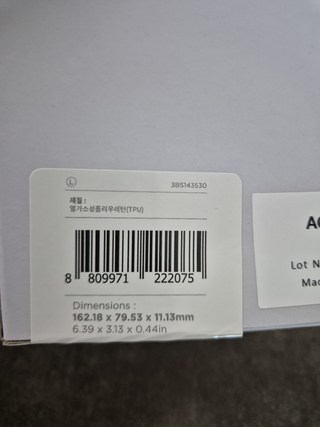 Ⓛ 3B5143530
재질 :
열가소성폴리우레탄(TPU)
8 809971 222075
Dimensions :
162.18 x 79.53 x 11.13mm
6.39 x 3.13 x 0.44in
Lot N
Mad